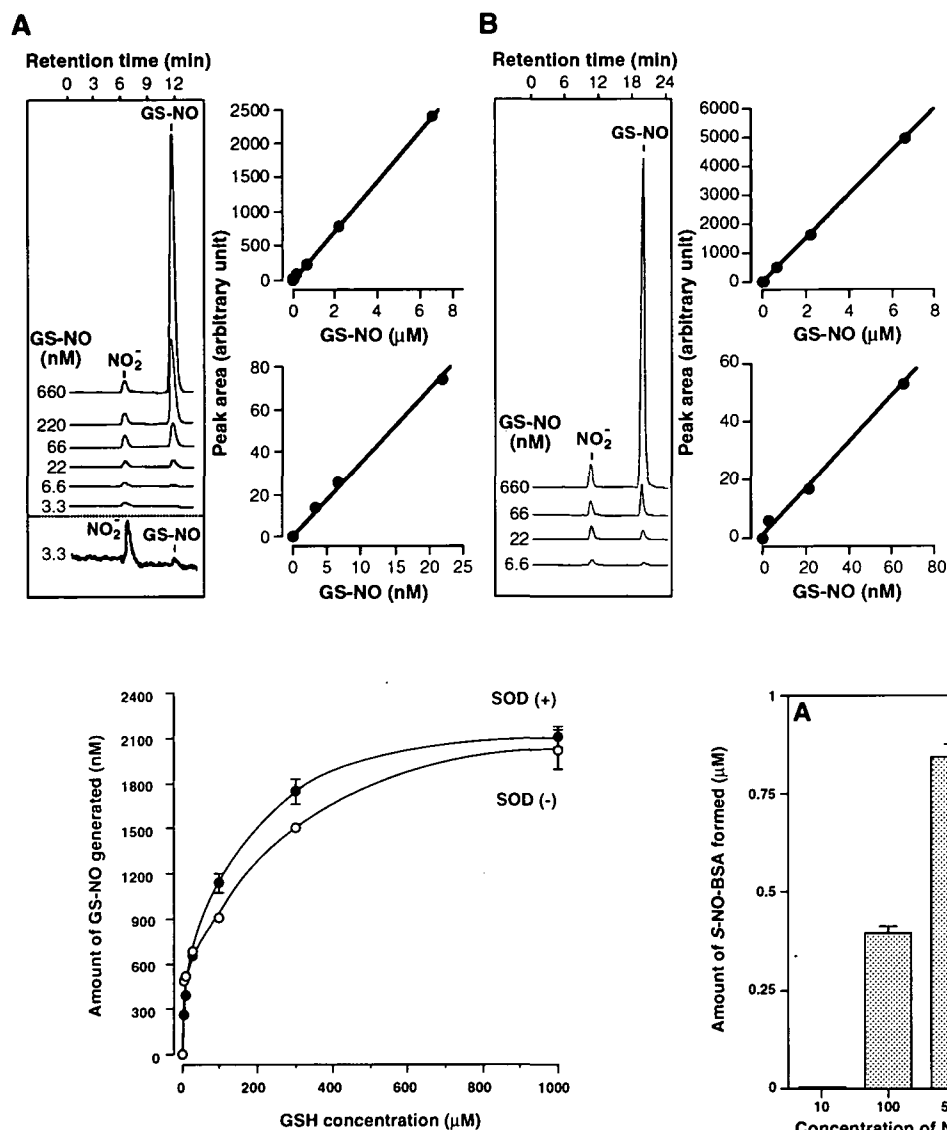 A
Retention time (min)
0 3 6 9 12
GS-NO
GS-NO
(nM)
NO₂⁻
660
220
66
22
6.6
3.3
NO₂⁻ GS-NO
3.3
Peak area (arbitrary unit)
2500
2000
1500
1000
500
0
0 2 4 6 8
GS-NO (μM)
80
60
40
20
0
0 5 10 15 20 25
GS-NO (nM)
B
Retention time (min)
0 6 12 18 24
GS-NO
GS-NO
(nM)
NO₂⁻
660
66
22
6.6
Peak area (arbitrary unit)
6000
5000
4000
3000
2000
1000
0
0 2 4 6 8
GS-NO (μM)
60
40
20
0
0 20 40 60 80
GS-NO (nM)
Amount of GS-NO generated (nM)
2400
2100
1800
1500
1200
900
600
300
0
SOD (+)
SOD (-)
0 200 400 600 800 1000
GSH concentration (μM)
A
Amount of S-NO-BSA formed (μM)
1
0.75
0.5
0.25
0
10 100 5
Concentration of